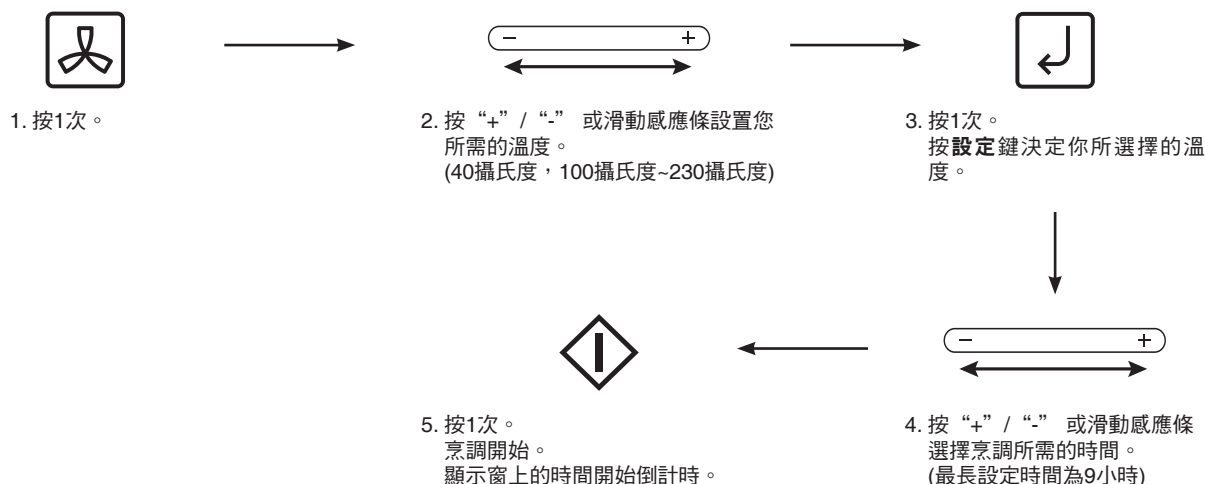 −
+
1. 按1次。
2. 按“+”/“-” 或滑動感應條設置您
所需的溫度。
(40攝氏度，100攝氏度~230攝氏度)
3. 按1次。
按設定鍵決定你所選擇的溫
度。
−
+
4. 按“+”/“-” 或滑動感應條
選擇烹調所需的時間。
(最長設定時間為9小時)
5. 按1次。
烹調開始。
顯示窗上的時間開始倒計時。